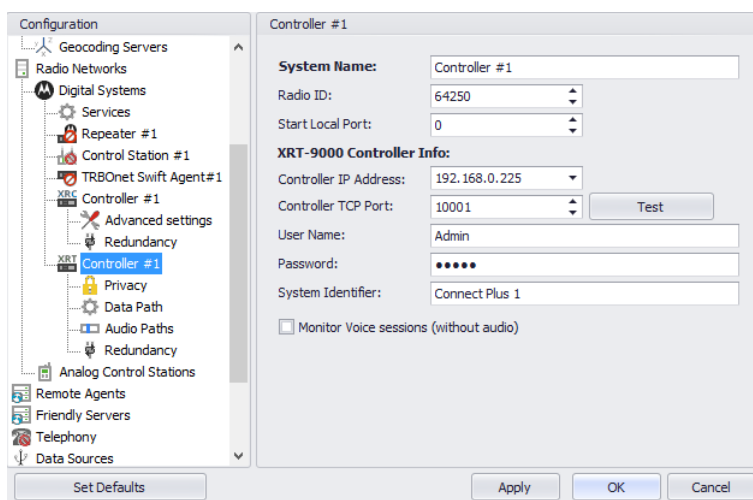 Configuration
Geocoding Servers
Radio Networks
Digital Systems
Services
Repeater #1
Control Station #1
TRBOnet Swift Agent#1
XRC Controller #1
Advanced settings
Redundancy
XRT Controller #1
Privacy
Data Path
Audio Paths
Redundancy
Analog Control Stations
Remote Agents
Friendly Servers
Telephony
Data Sources
Controller #1
System Name: Controller #1
Radio ID: 64250
Start Local Port: 0
XRT-9000 Controller Info:
Controller IP Address: 192.168.0.225
Controller TCP Port: 10001 Test
User Name: Admin
Password: •••••
System Identifier: Connect Plus 1
Monitor Voice sessions (without audio)
Set Defaults Apply OK Cancel